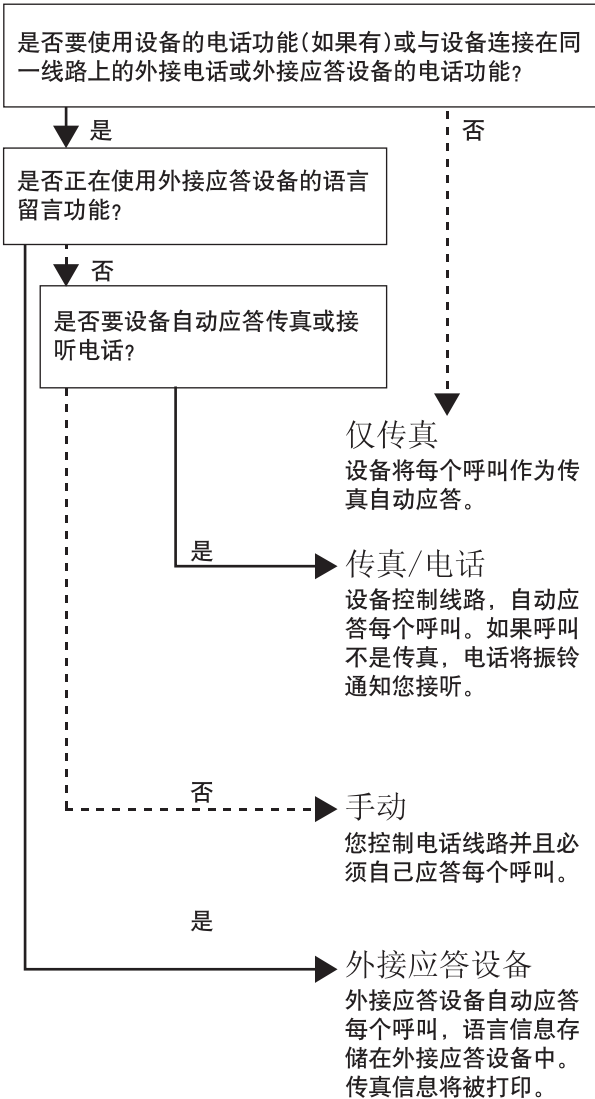 是否要使用设备的电话功能(如果有)或与设备连接在同
一线路上的外接电话或外接应答设备的电话功能?
是
否
是否正在使用外接应答设备的语言
留言功能?
否
是否要设备自动应答传真或接
听电话?
仅传真
设备将每个呼叫作为传
真自动应答。
是
传真/电话
设备控制线路，自动应
答每个呼叫。如果呼叫
不是传真，电话将振铃
通知您接听。
否
手动
您控制电话线路并且必
须自己应答每个呼叫。
是
外接应答设备
外接应答设备自动应答
每个呼叫，语言信息存
储在外接应答设备中。
传真信息将被打印。